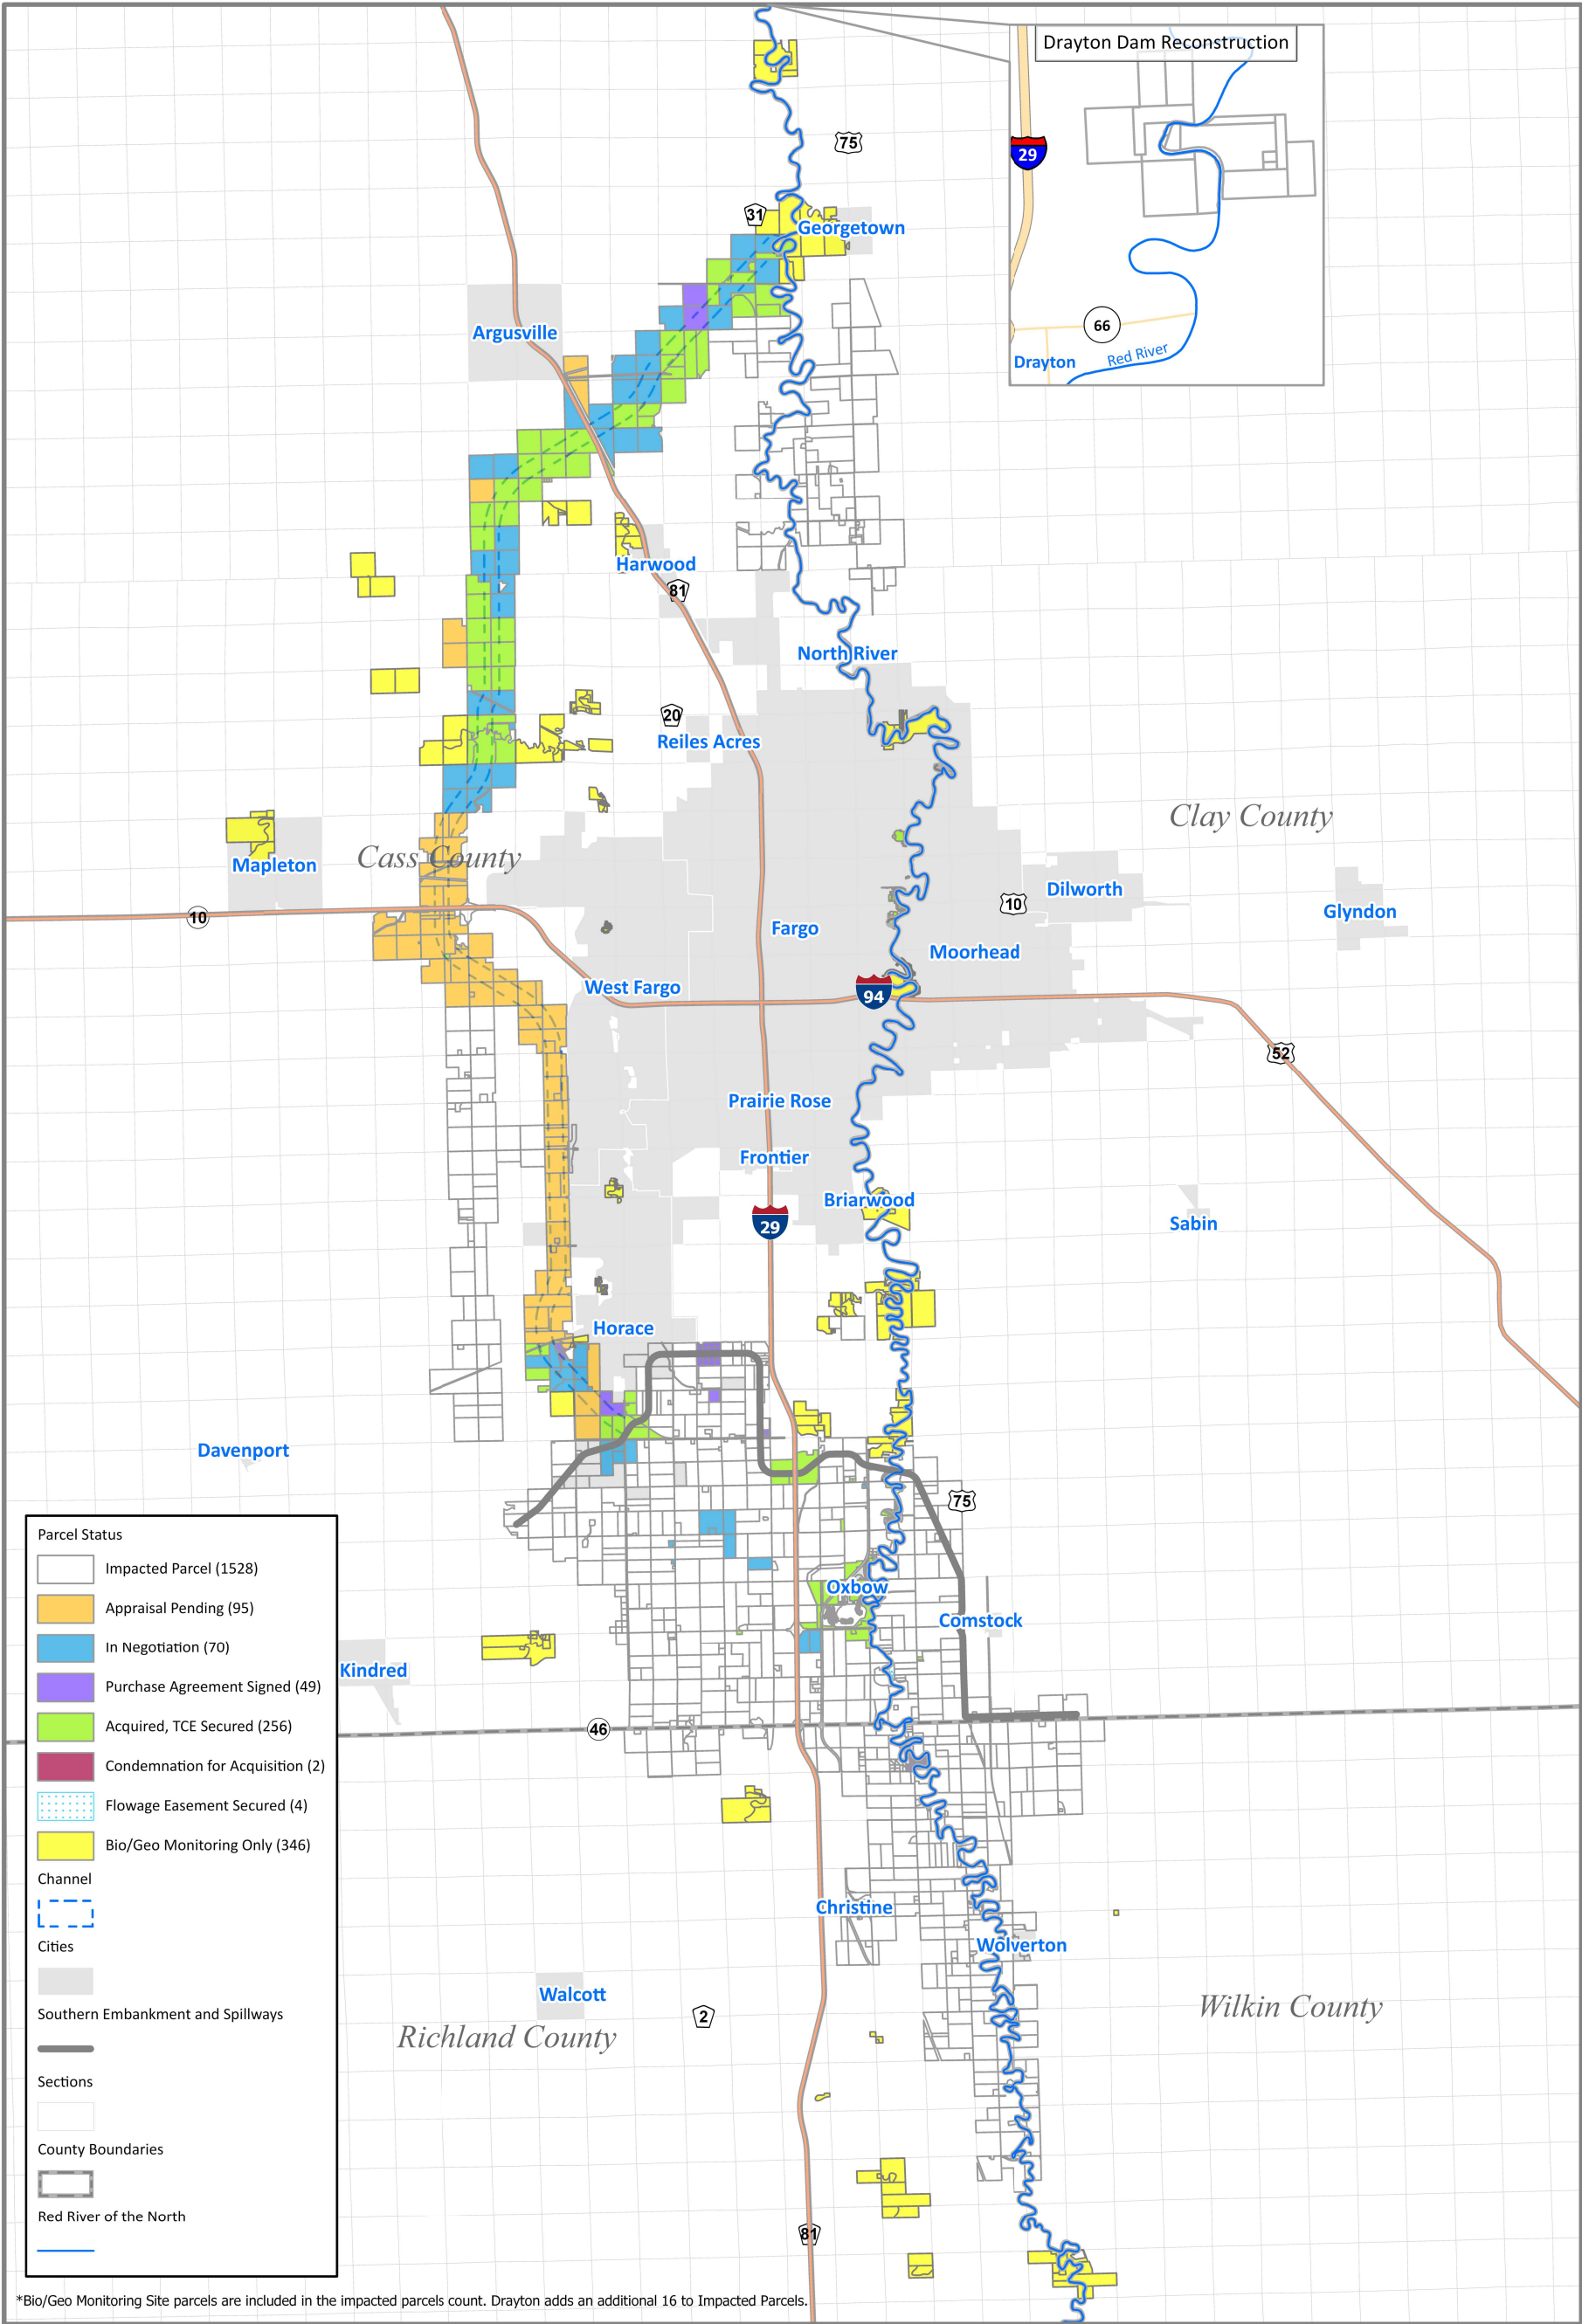 Drayton Dam Reconstruction
75
29
31
Georgetown
Argusville
66
Drayton
Red River
Harwood
81
North River
20
Reiles Acres
Clay County
Cass County
Mapleton
Dilworth
10
10
Glyndon
Fargo
Moorhead
West Fargo
94
52
Prairie Rose
Frontier
Briarwood
29
Sabin
Horace
Davenport
75
Oxbow
Comstock
Kindred
46
Christine
Wolverton
Walcott
2
Richland County
Wilkin County
81
Parcel Status
Impacted Parcel (1528)
Appraisal Pending (95)
In Negotiation (70)
Purchase Agreement Signed (49)
Acquired, TCE Secured (256)
Condemnation for Acquisition (2)
Flowage Easement Secured (4)
Bio/Geo Monitoring Only (346)
Channel
Cities
Southern Embankment and Spillways
Sections
County Boundaries
Red River of the North
*Bio/Geo Monitoring Site parcels are included in the impacted parcels count. Drayton adds an additional 16 to Impacted Parcels.